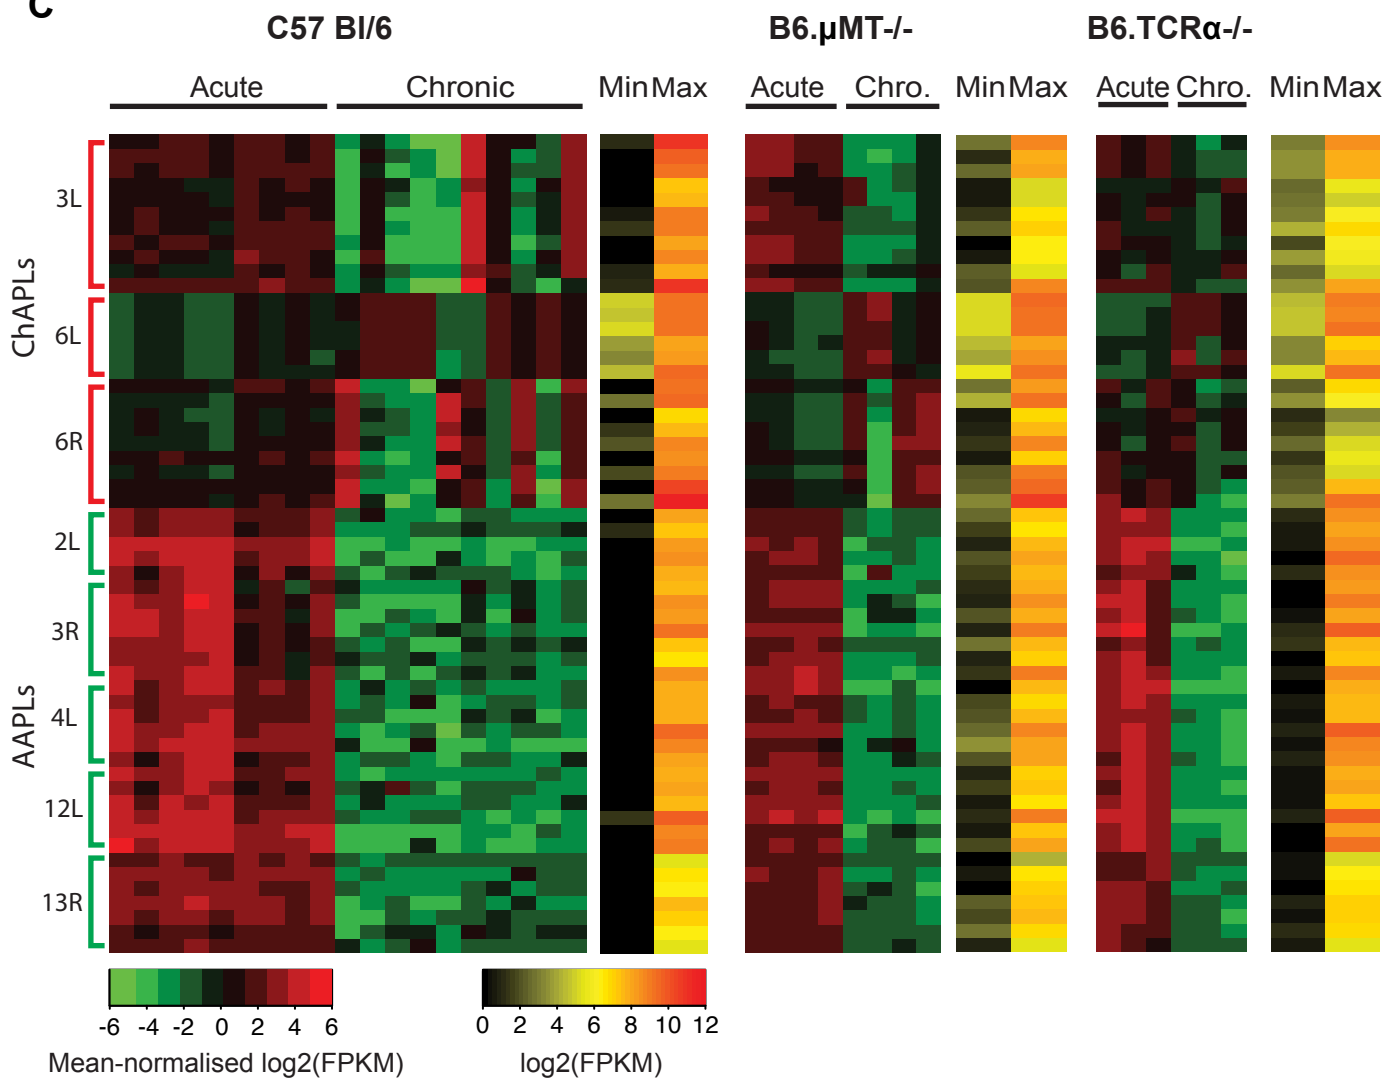 C
C57 Bl/6
B6.µMT-/-
B6.TCRα-/-
Acute
Chronic
Min Max
Acute
Chro.
Min Max
Acute
Chro.
Min Max
ChAPLs
3L
6L
6R
AAPLs
2L
3R
4L
12L
13R
-6 -4 -2 0 2 4 6
Mean-normalised log2(FPKM)
0 2 4 6 8 10 12
log2(FPKM)